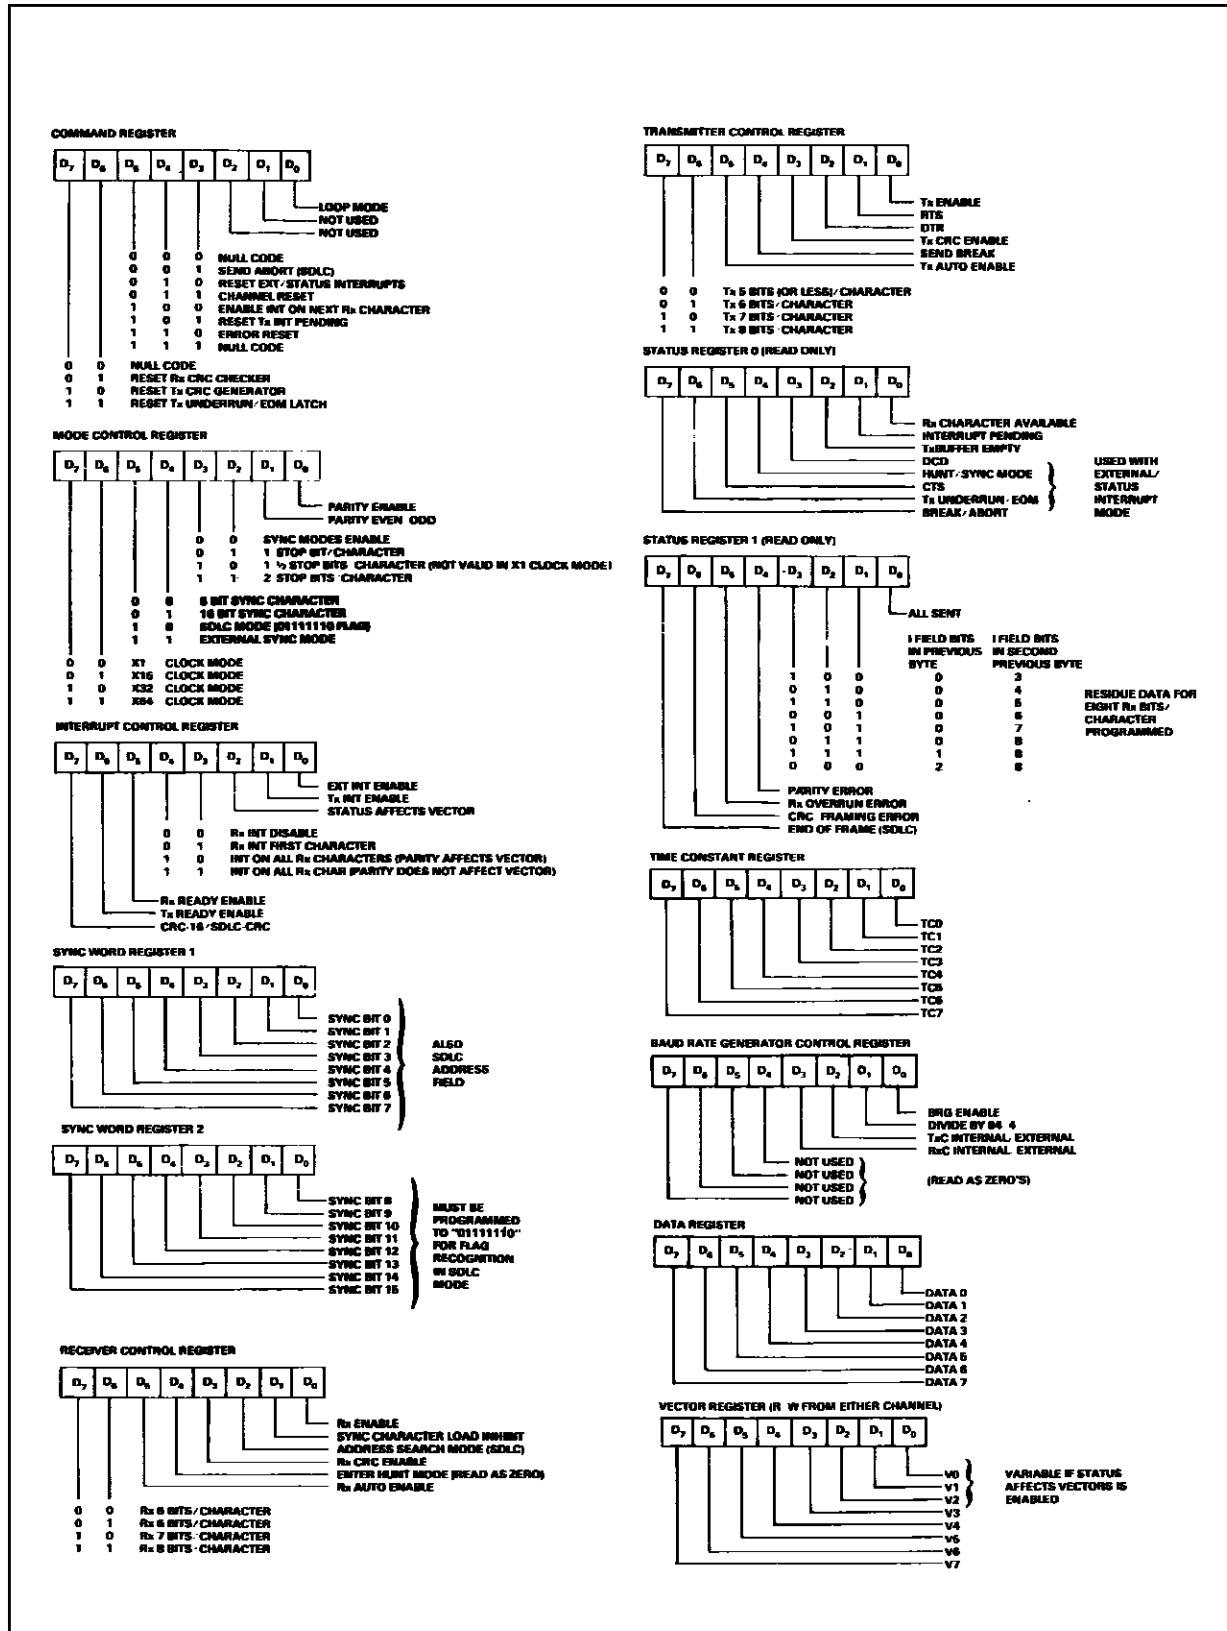 COMMAND REGISTER
D7 D6 D5 D4 D3 D2 D1 D0
LOOP MODE
NOT USED
NOT USED
0 0 0 NULL CODE
0 0 1 SEND ABORT (SDLC)
0 1 0 RESET EXT/STATUS INTERRUPTS
0 1 1 CHANNEL RESET
1 0 0 ENABLE INT ON NEXT Rx CHARACTER
1 0 1 RESET Tx INT PENDING
1 1 0 ERROR RESET
1 1 1 NULL CODE
0 0 NULL CODE
0 1 RESET Rx CRC CHECKER
1 0 RESET Tx CRC GENERATOR
1 1 RESET Tx UNDERRUN/EOM LATCH
MODE CONTROL REGISTER
D7 D6 D5 D4 D3 D2 D1 D0
PARITY ENABLE
PARITY EVEN ODD
0 0 SYNC MODES ENABLE
0 1 1 STOP BIT/CHARACTER
1 0 1 ½ STOP BITS CHARACTER (NOT VALID IN X1 CLOCK MODE)
1 1 2 STOP BITS CHARACTER
0 0 8 BIT SYNC CHARACTER
0 1 16 BIT SYNC CHARACTER
1 0 SDLC MODE (01111110 FLAG)
1 1 EXTERNAL SYNC MODE
0 0 X1 CLOCK MODE
0 1 X16 CLOCK MODE
1 0 X32 CLOCK MODE
1 1 X64 CLOCK MODE
INTERRUPT CONTROL REGISTER
D7 D6 D5 D4 D3 D2 D1 D0
EXT INT ENABLE
Tx INT ENABLE
STATUS AFFECTS VECTOR
0 0 Rx INT DISABLE
0 1 Rx INT FIRST CHARACTER
1 0 INT ON ALL Rx CHARACTERS (PARITY AFFECTS VECTOR)
1 1 INT ON ALL Rx CHAR (PARITY DOES NOT AFFECT VECTOR)
Rx READY ENABLE
Tx READY ENABLE
CRC-16/SDLC-CRC
SYNC WORD REGISTER 1
D7 D6 D5 D4 D3 D2 D1 D0
SYNC BIT 0
SYNC BIT 1
SYNC BIT 2 ALSO
SYNC BIT 3 SDLC
SYNC BIT 4 ADDRESS
SYNC BIT 5 FIELD
SYNC BIT 6
SYNC BIT 7
SYNC WORD REGISTER 2
D7 D6 D5 D4 D3 D2 D1 D0
SYNC BIT 8 MUST BE
SYNC BIT 9 PROGRAMMED
SYNC BIT 10 TO "01111110"
SYNC BIT 11 FOR FLAG
SYNC BIT 12 RECOGNITION
SYNC BIT 13 IN SDLC
SYNC BIT 14 MODE
SYNC BIT 15
RECEIVER CONTROL REGISTER
D7 D6 D5 D4 D3 D2 D1 D0
Rx ENABLE
SYNC CHARACTER LOAD INHIBIT
ADDRESS SEARCH MODE (SDLC)
Rx CRC ENABLE
ENTER HUNT MODE (READ AS ZERO)
Rx AUTO ENABLE
0 0 Rx 5 BITS/CHARACTER
0 1 Rx 6 BITS/CHARACTER
1 0 Rx 7 BITS·CHARACTER
1 1 Rx 8 BITS·CHARACTER
TRANSMITTER CONTROL REGISTER
D7 D6 D5 D4 D3 D2 D1 D0
Tx ENABLE
RTS
DTR
Tx CRC ENABLE
SEND BREAK
Tx AUTO ENABLE
0 0 Tx 5 BITS (OR LESS)/CHARACTER
0 1 Tx 6 BITS/CHARACTER
1 0 Tx 7 BITS·CHARACTER
1 1 Tx 8 BITS CHARACTER
STATUS REGISTER 0 (READ ONLY)
D7 D6 D5 D4 D3 D2 D1 D0
Rx CHARACTER AVAILABLE
INTERRUPT PENDING
TxBUFFER EMPTY
DCD USED WITH
HUNT/SYNC MODE EXTERNAL/
CTS STATUS
Tx UNDERRUN/EOM INTERRUPT
BREAK/ABORT MODE
STATUS REGISTER 1 (READ ONLY)
D7 D6 D5 D4 D3 D2 D1 D0
ALL SENT
I FIELD BITS I FIELD BITS
IN PREVIOUS IN SECOND
BYTE PREVIOUS BYTE
1 0 0 0 3
0 1 0 0 4
1 1 0 0 5
0 0 1 0 6
1 0 1 0 7
0 1 1 0 8
1 1 1 1 8
0 0 0 2 8
RESIDUE DATA FOR
EIGHT Rx BITS/
CHARACTER
PROGRAMMED
PARITY ERROR
Rx OVERRUN ERROR
CRC FRAMING ERROR
END OF FRAME (SDLC)
TIME CONSTANT REGISTER
D7 D6 D5 D4 D3 D2 D1 D0
TC0
TC1
TC2
TC3
TC4
TC5
TC6
TC7
BAUD RATE GENERATOR CONTROL REGISTER
D7 D6 D5 D4 D3 D2 D1 D0
BRG ENABLE
DIVIDE BY 64 4
TxC INTERNAL EXTERNAL
RxC INTERNAL EXTERNAL
NOT USED
NOT USED (READ AS ZERO'S)
NOT USED
NOT USED
DATA REGISTER
D7 D6 D5 D4 D3 D2 D1 D0
DATA 0
DATA 1
DATA 2
DATA 3
DATA 4
DATA 5
DATA 6
DATA 7
VECTOR REGISTER (R W FROM EITHER CHANNEL)
D7 D6 D5 D4 D3 D2 D1 D0
V0 VARIABLE IF STATUS
V1 AFFECTS VECTORS IS
V2 ENABLED
V3
V4
V5
V6
V7